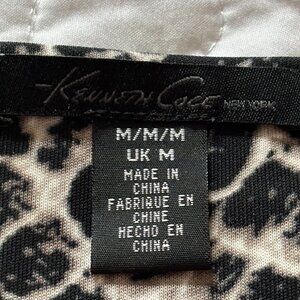 Kenneth Cole NEW YORK
M/M/M
UK M
MADE IN
CHINA
FABRIQUE EN
CHINE
HECHO EN
CHINA